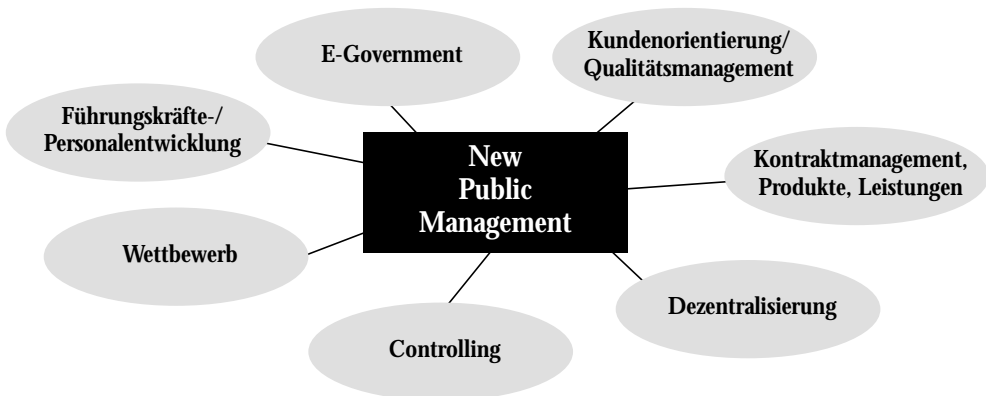 E-Government
Kundenorientierung/
Qualitätsmanagement
Führungskräfte-/
Personalentwicklung
New
Public
Management
Kontraktmanagement,
Produkte, Leistungen
Wettbewerb
Dezentralisierung
Controlling